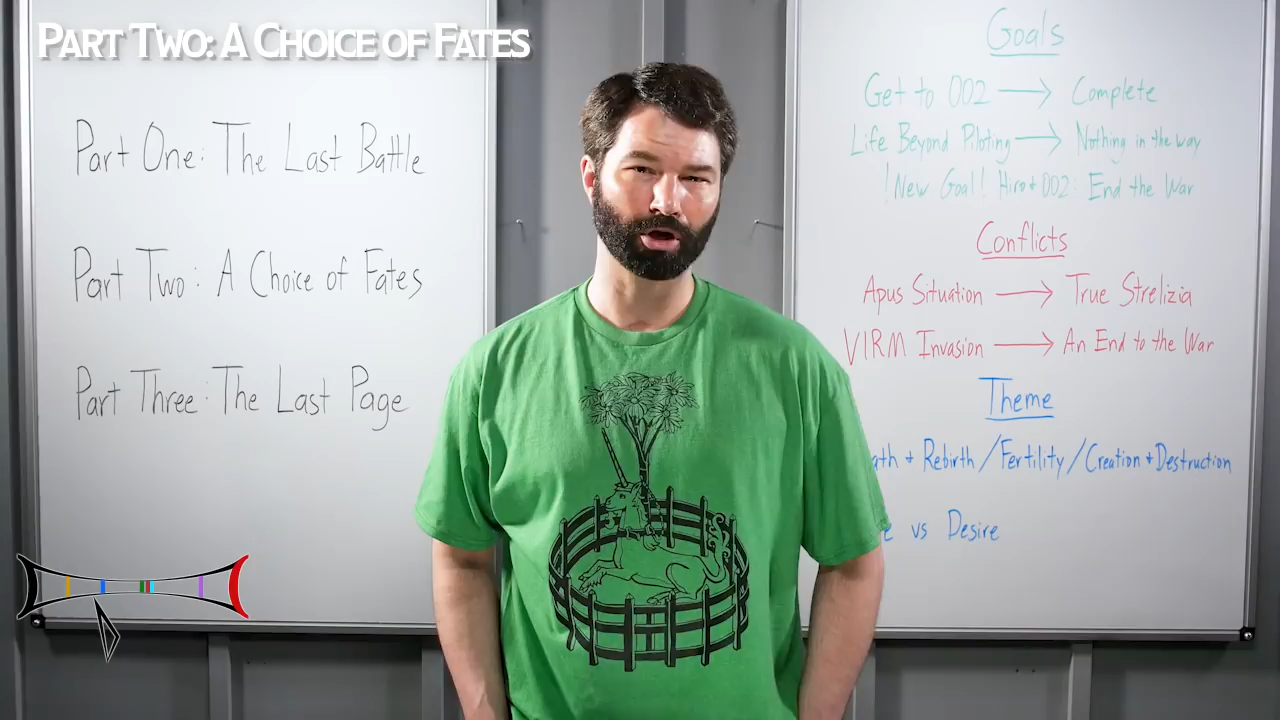 PART TWO: A CHOICE OF FATES
Part One: The Last Battle
Part Two: A Choice of Fates
Part Three: The Last Page
Goals
Get to 002 → Complete
Life Beyond Piloting → Nothing in the way
!New Goal! Hiro + 002: End the War
Conflicts
Apus Situation → True Strelizia
VIRM Invasion → An End to the War
Theme
ath + Rebirth / Fertility / Creation + Destruction
e vs Desire